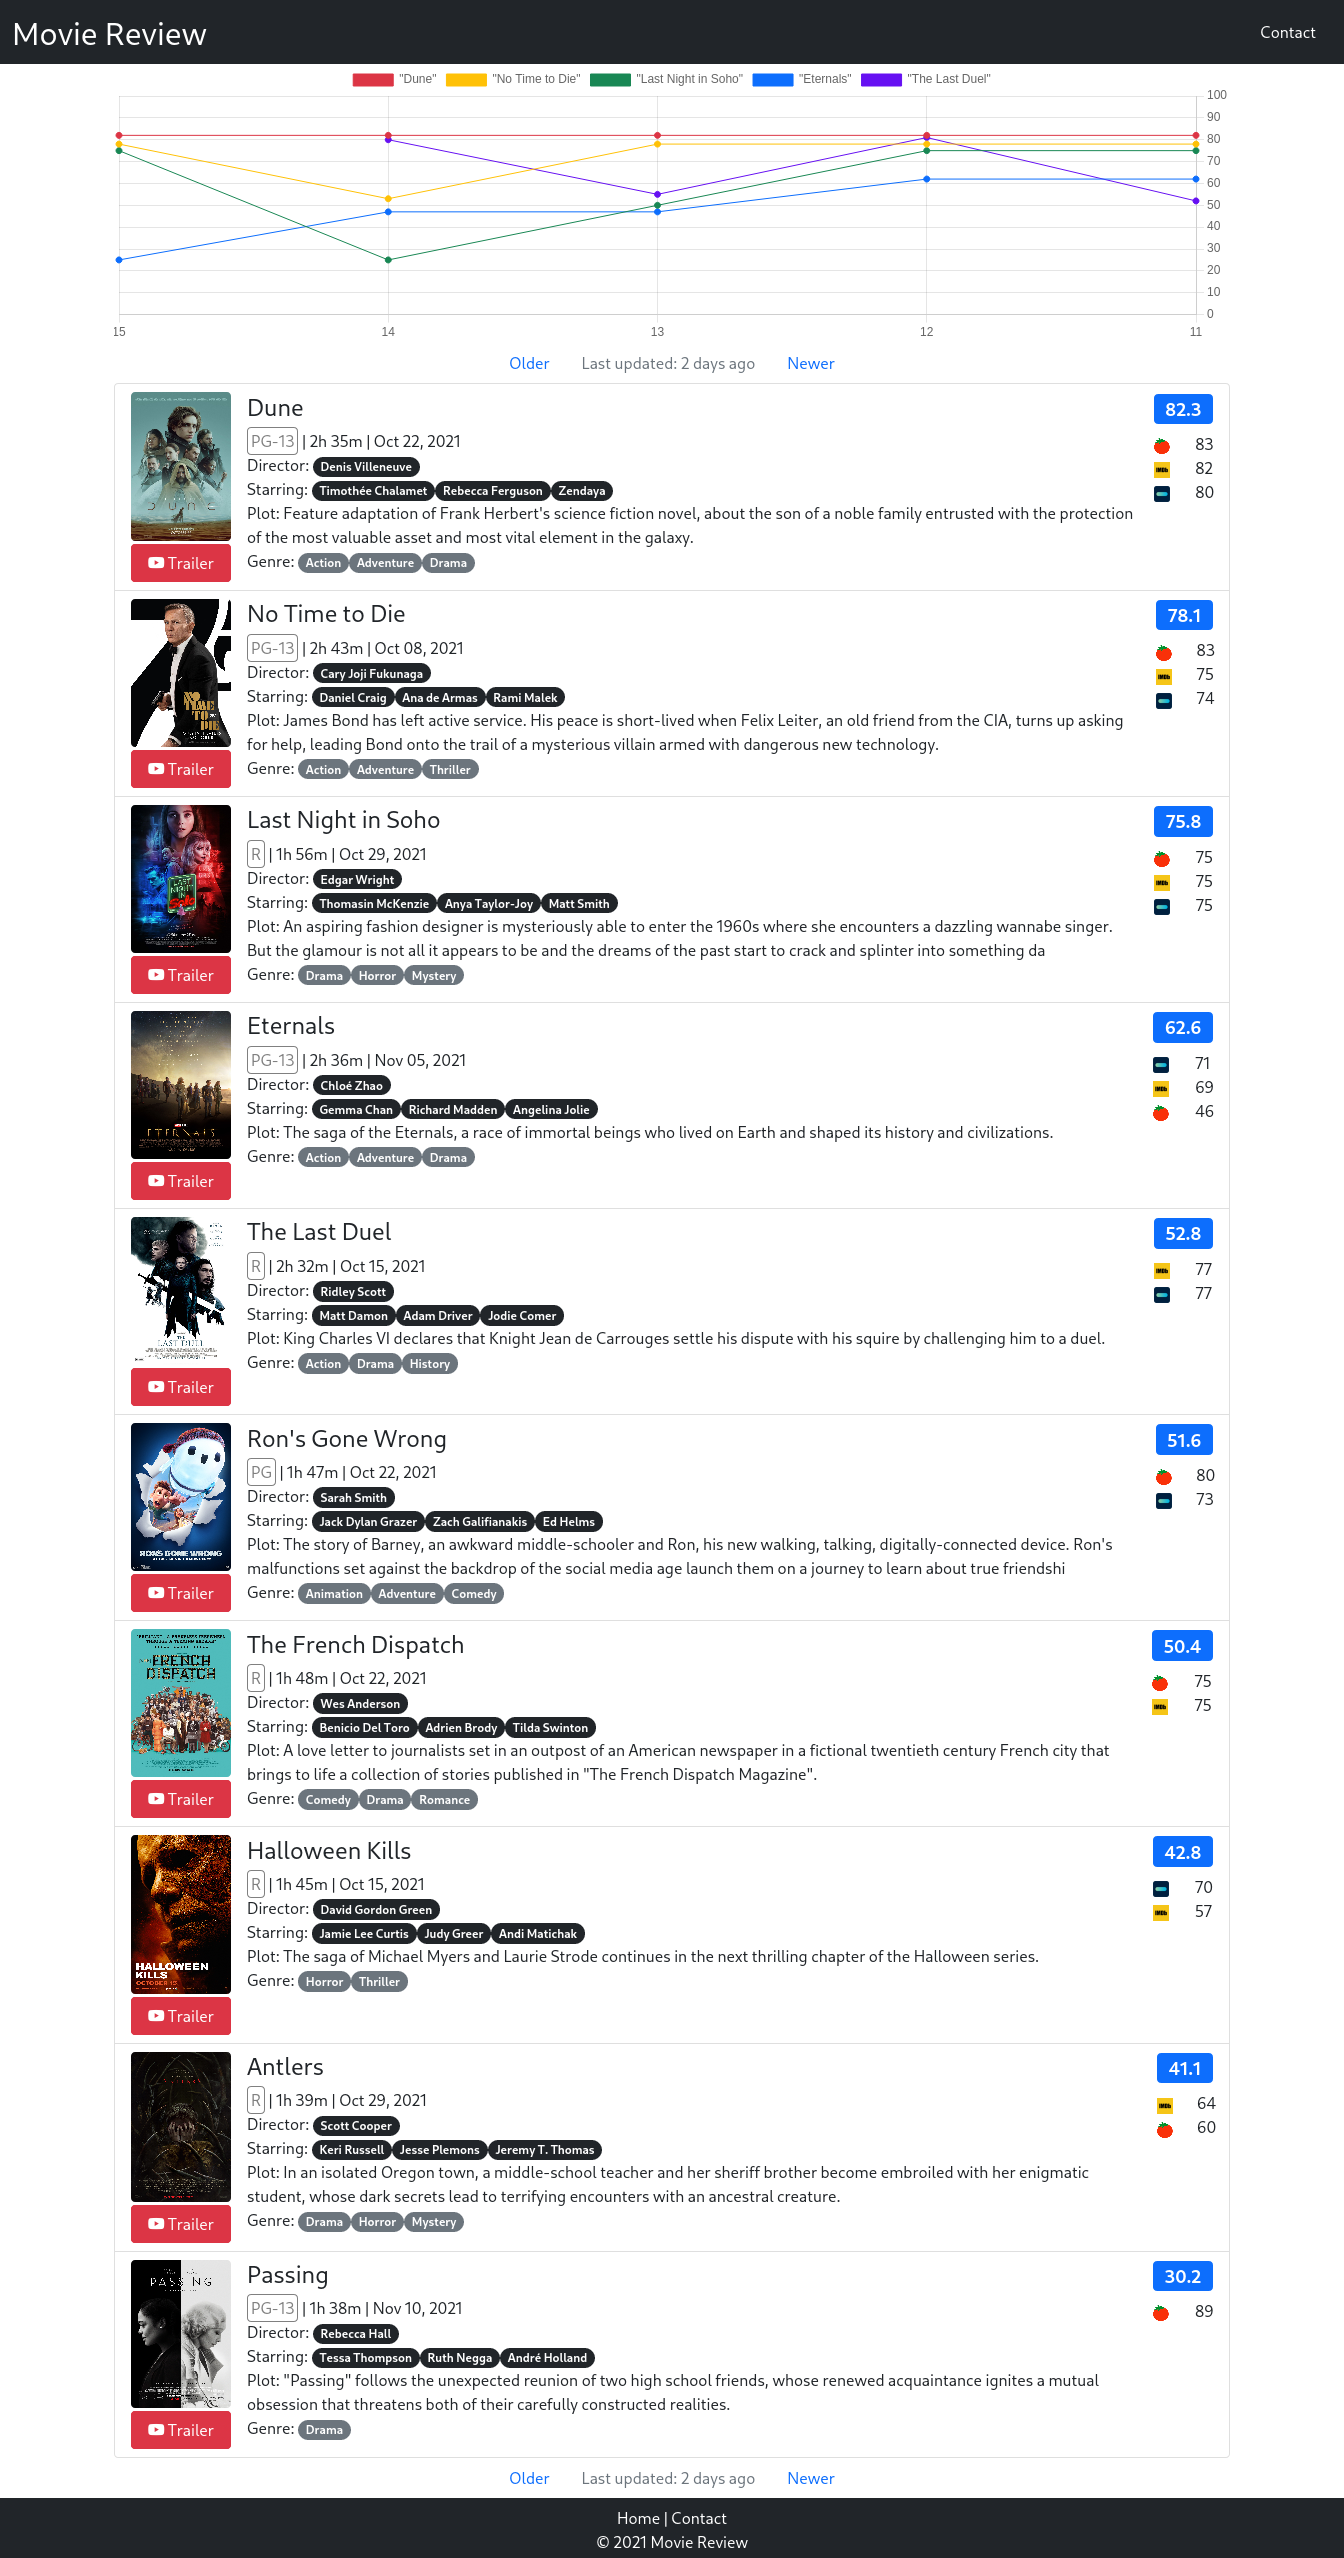 Movie Review
Contact
"Dune" "No Time to Die" "Last Night in Soho" "Eternals" "The Last Duel"
100
90
80
70
60
50
40
30
20
10
0
15 14 13 12 11
Older Last updated: 2 days ago Newer
Dune
82.3
PG-13 | 2h 35m | Oct 22, 2021
83
Director: Denis Villeneuve
82
Starring: Timothée Chalamet Rebecca Ferguson Zendaya
80
Plot: Feature adaptation of Frank Herbert's science fiction novel, about the son of a noble family entrusted with the protection
of the most valuable asset and most vital element in the galaxy.
Genre: Action Adventure Drama
DUNE
Trailer
No Time to Die
78.1
PG-13 | 2h 43m | Oct 08, 2021
83
Director: Cary Joji Fukunaga
75
Starring: Daniel Craig Ana de Armas Rami Malek
74
Plot: James Bond has left active service. His peace is short-lived when Felix Leiter, an old friend from the CIA, turns up asking
for help, leading Bond onto the trail of a mysterious villain armed with dangerous new technology.
Genre: Action Adventure Thriller
NO
TIME
TO
DIE
Trailer
Last Night in Soho
75.8
R | 1h 56m | Oct 29, 2021
75
Director: Edgar Wright
75
Starring: Thomasin McKenzie Anya Taylor-Joy Matt Smith
75
Plot: An aspiring fashion designer is mysteriously able to enter the 1960s where she encounters a dazzling wannabe singer.
But the glamour is not all it appears to be and the dreams of the past start to crack and splinter into something da
Genre: Drama Horror Mystery
LAST
NIGHT
IN
Soho
Trailer
Eternals
62.6
PG-13 | 2h 36m | Nov 05, 2021
71
Director: Chloé Zhao
69
Starring: Gemma Chan Richard Madden Angelina Jolie
46
Plot: The saga of the Eternals, a race of immortal beings who lived on Earth and shaped its history and civilizations.
Genre: Action Adventure Drama
ETERNALS
Trailer
The Last Duel
52.8
R | 2h 32m | Oct 15, 2021
77
Director: Ridley Scott
77
Starring: Matt Damon Adam Driver Jodie Comer
Plot: King Charles VI declares that Knight Jean de Carrouges settle his dispute with his squire by challenging him to a duel.
Genre: Action Drama History
THE
LAST DUEL
Trailer
Ron's Gone Wrong
51.6
PG | 1h 47m | Oct 22, 2021
80
Director: Sarah Smith
73
Starring: Jack Dylan Grazer Zach Galifianakis Ed Helms
Plot: The story of Barney, an awkward middle-schooler and Ron, his new walking, talking, digitally-connected device. Ron's
malfunctions set against the backdrop of the social media age launch them on a journey to learn about true friendshi
Genre: Animation Adventure Comedy
RON'S GONE WRONG
Trailer
The French Dispatch
50.4
R | 1h 48m | Oct 22, 2021
75
Director: Wes Anderson
75
Starring: Benicio Del Toro Adrien Brody Tilda Swinton
Plot: A love letter to journalists set in an outpost of an American newspaper in a fictional twentieth century French city that
brings to life a collection of stories published in "The French Dispatch Magazine".
Genre: Comedy Drama Romance
FRENCH
DISPATCH
Trailer
Halloween Kills
42.8
R | 1h 45m | Oct 15, 2021
70
Director: David Gordon Green
57
Starring: Jamie Lee Curtis Judy Greer Andi Matichak
Plot: The saga of Michael Myers and Laurie Strode continues in the next thrilling chapter of the Halloween series.
Genre: Horror Thriller
HALLOWEEN
KILLS
OCTOBER 15
Trailer
Antlers
41.1
R | 1h 39m | Oct 29, 2021
64
Director: Scott Cooper
60
Starring: Keri Russell Jesse Plemons Jeremy T. Thomas
Plot: In an isolated Oregon town, a middle-school teacher and her sheriff brother become embroiled with her enigmatic
student, whose dark secrets lead to terrifying encounters with an ancestral creature.
Genre: Drama Horror Mystery
Trailer
Passing
30.2
PG-13 | 1h 38m | Nov 10, 2021
89
Director: Rebecca Hall
Starring: Tessa Thompson Ruth Negga André Holland
Plot: "Passing" follows the unexpected reunion of two high school friends, whose renewed acquaintance ignites a mutual
obsession that threatens both of their carefully constructed realities.
Genre: Drama
PASSING
Trailer
Older Last updated: 2 days ago Newer
Home | Contact
© 2021 Movie Review